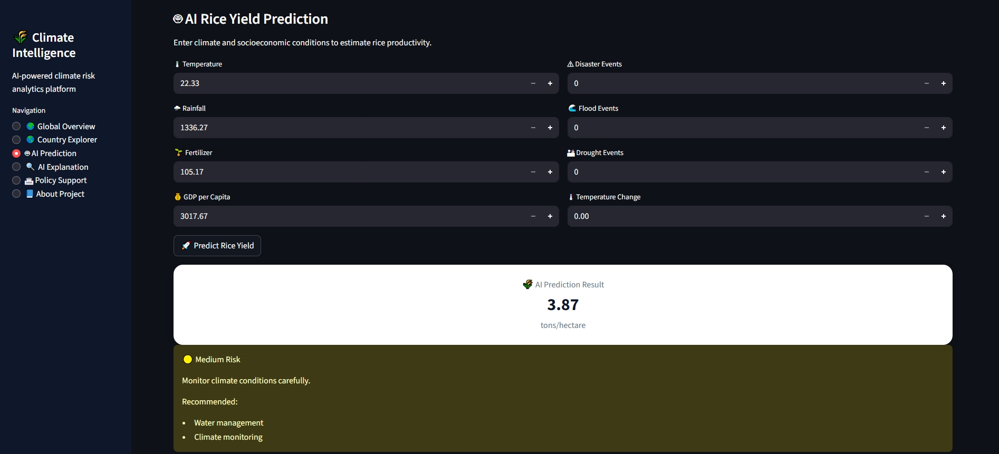 Climate
Intelligence
AI-powered climate risk
analytics platform
Navigation
Global Overview
Country Explorer
AI Prediction
AI Explanation
Policy Support
About Project
AI Rice Yield Prediction
Enter climate and socioeconomic conditions to estimate rice productivity.
Temperature
22.33
Rainfall
1336.27
Fertilizer
105.17
GDP per Capita
3017.67
Disaster Events
0
Flood Events
0
Drought Events
0
Temperature Change
0.00
Predict Rice Yield
AI Prediction Result
3.87
tons/hectare
Medium Risk
Monitor climate conditions carefully.
Recommended:
• Water management
• Climate monitoring